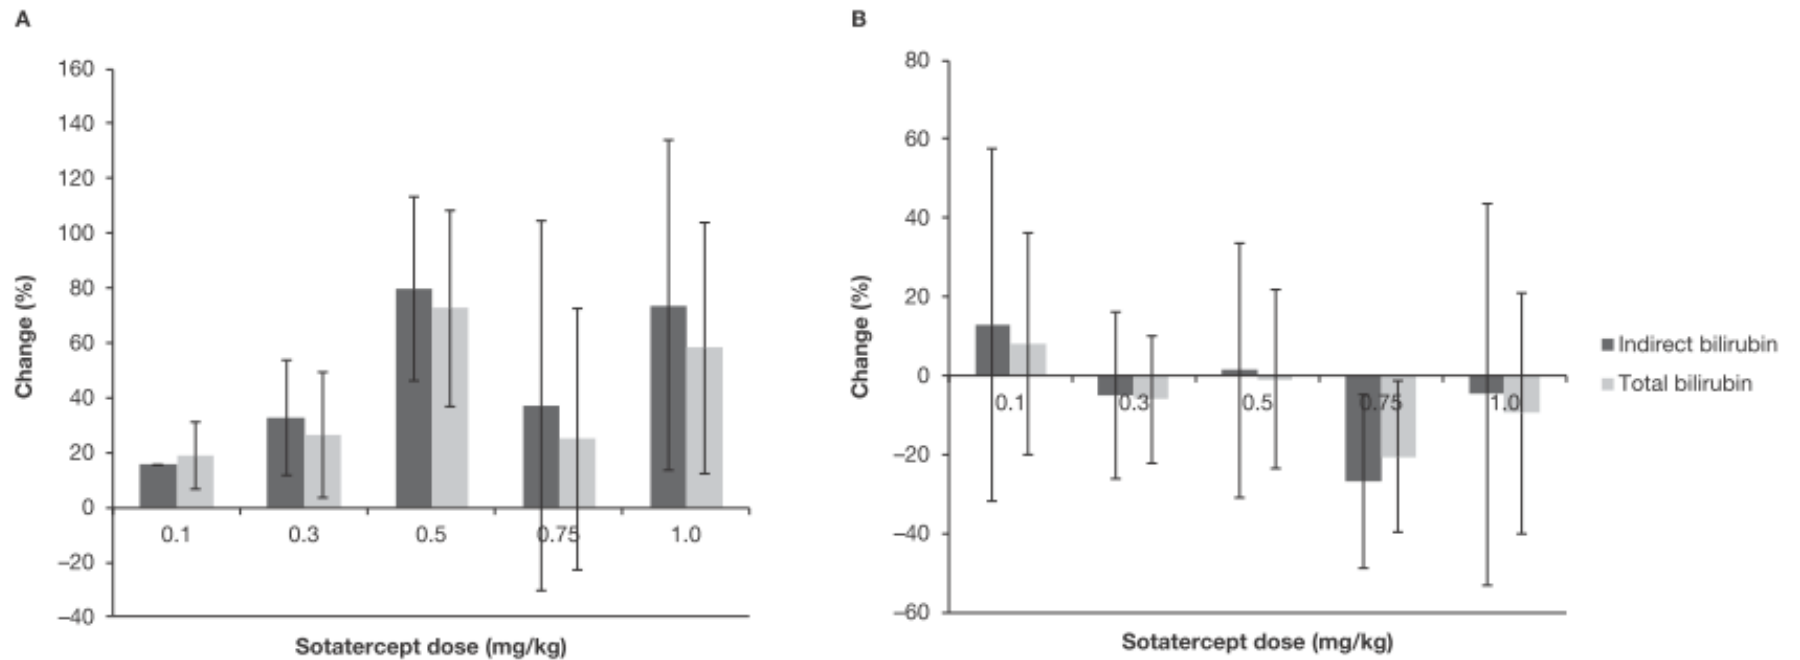 A
160
140
120
100
80
60
40
20
0
–20
–40
Change (%)
0.1 0.3 0.5 0.75 1.0
Sotatercept dose (mg/kg)
B
80
60
40
20
0
–20
–40
–60
Change (%)
0.1 0.3 0.5 0.75 1.0
Sotatercept dose (mg/kg)
Indirect bilirubin
Total bilirubin